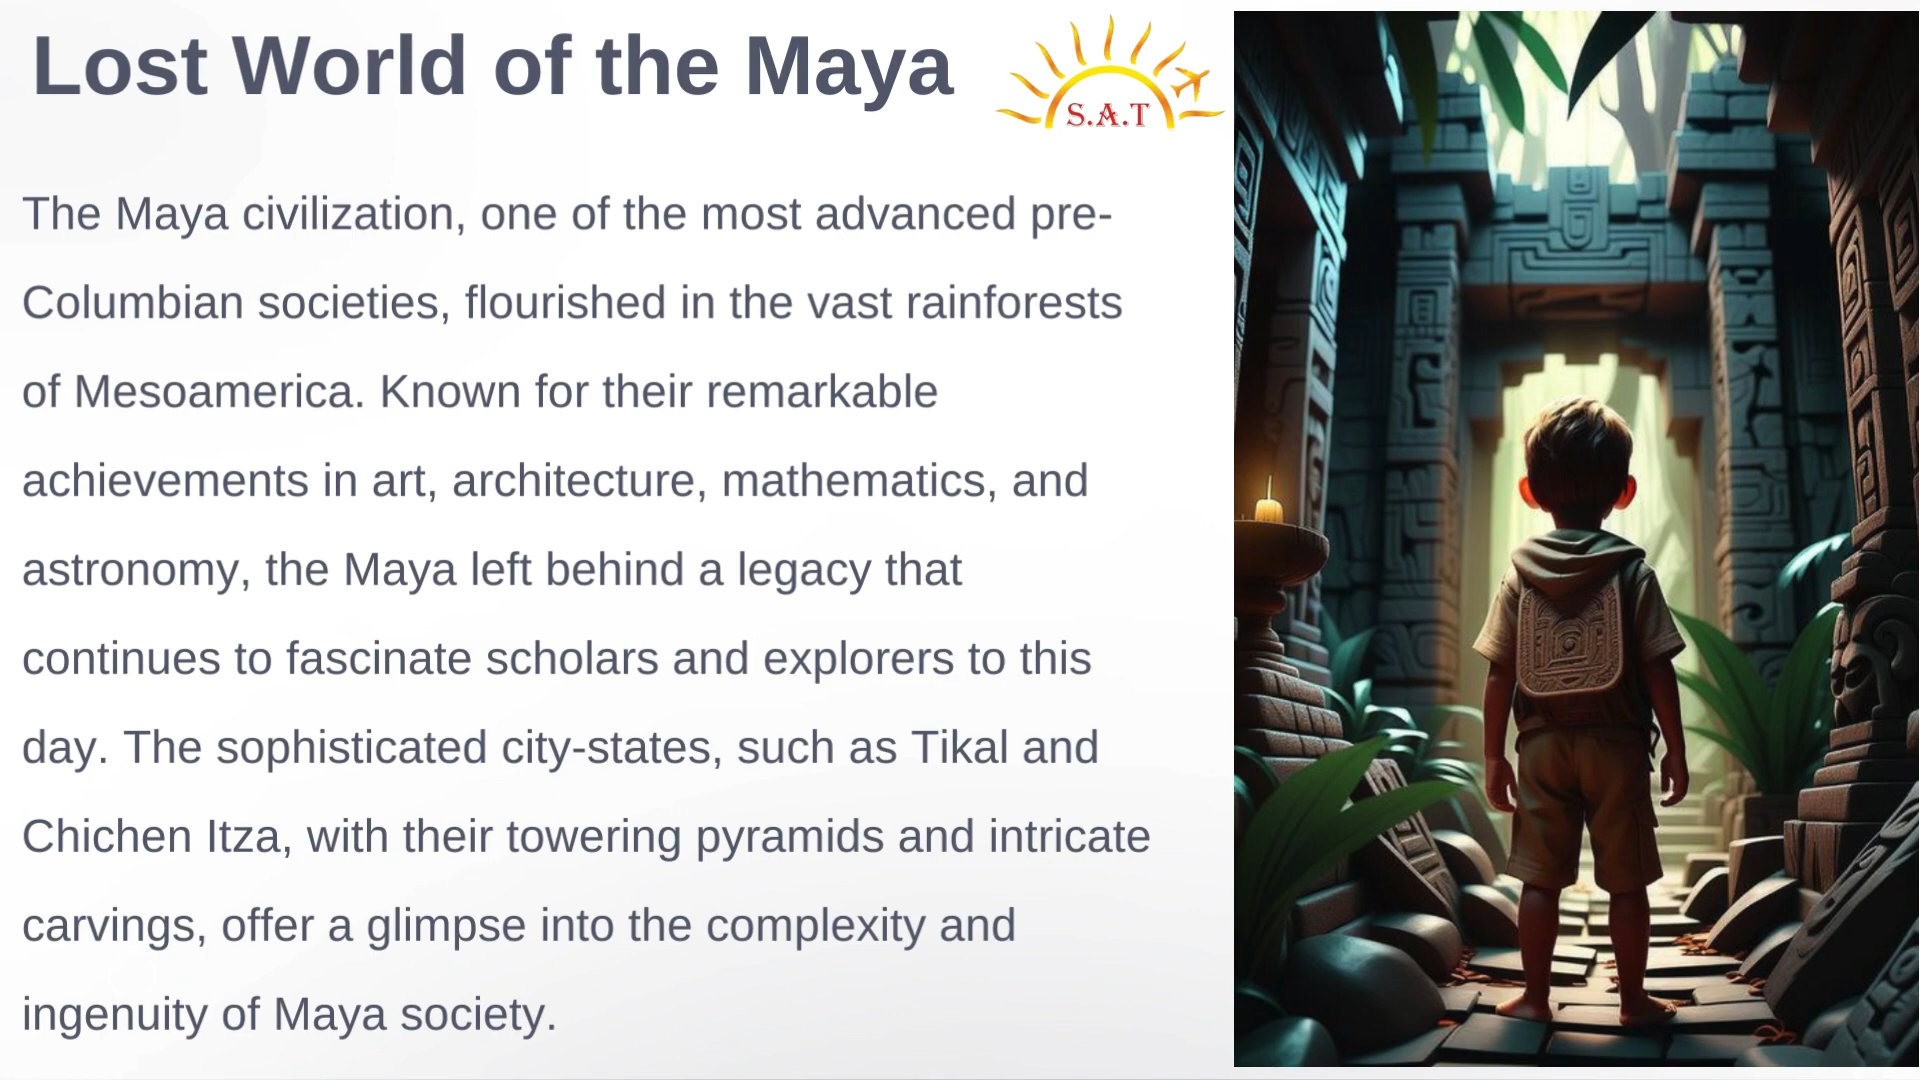 Lost World of the Maya
S.A.T
The Maya civilization, one of the most advanced pre-
Columbian societies, flourished in the vast rainforests
of Mesoamerica. Known for their remarkable
achievements in art, architecture, mathematics, and
astronomy, the Maya left behind a legacy that
continues to fascinate scholars and explorers to this
day. The sophisticated city-states, such as Tikal and
Chichen Itza, with their towering pyramids and intricate
carvings, offer a glimpse into the complexity and
ingenuity of Maya society.